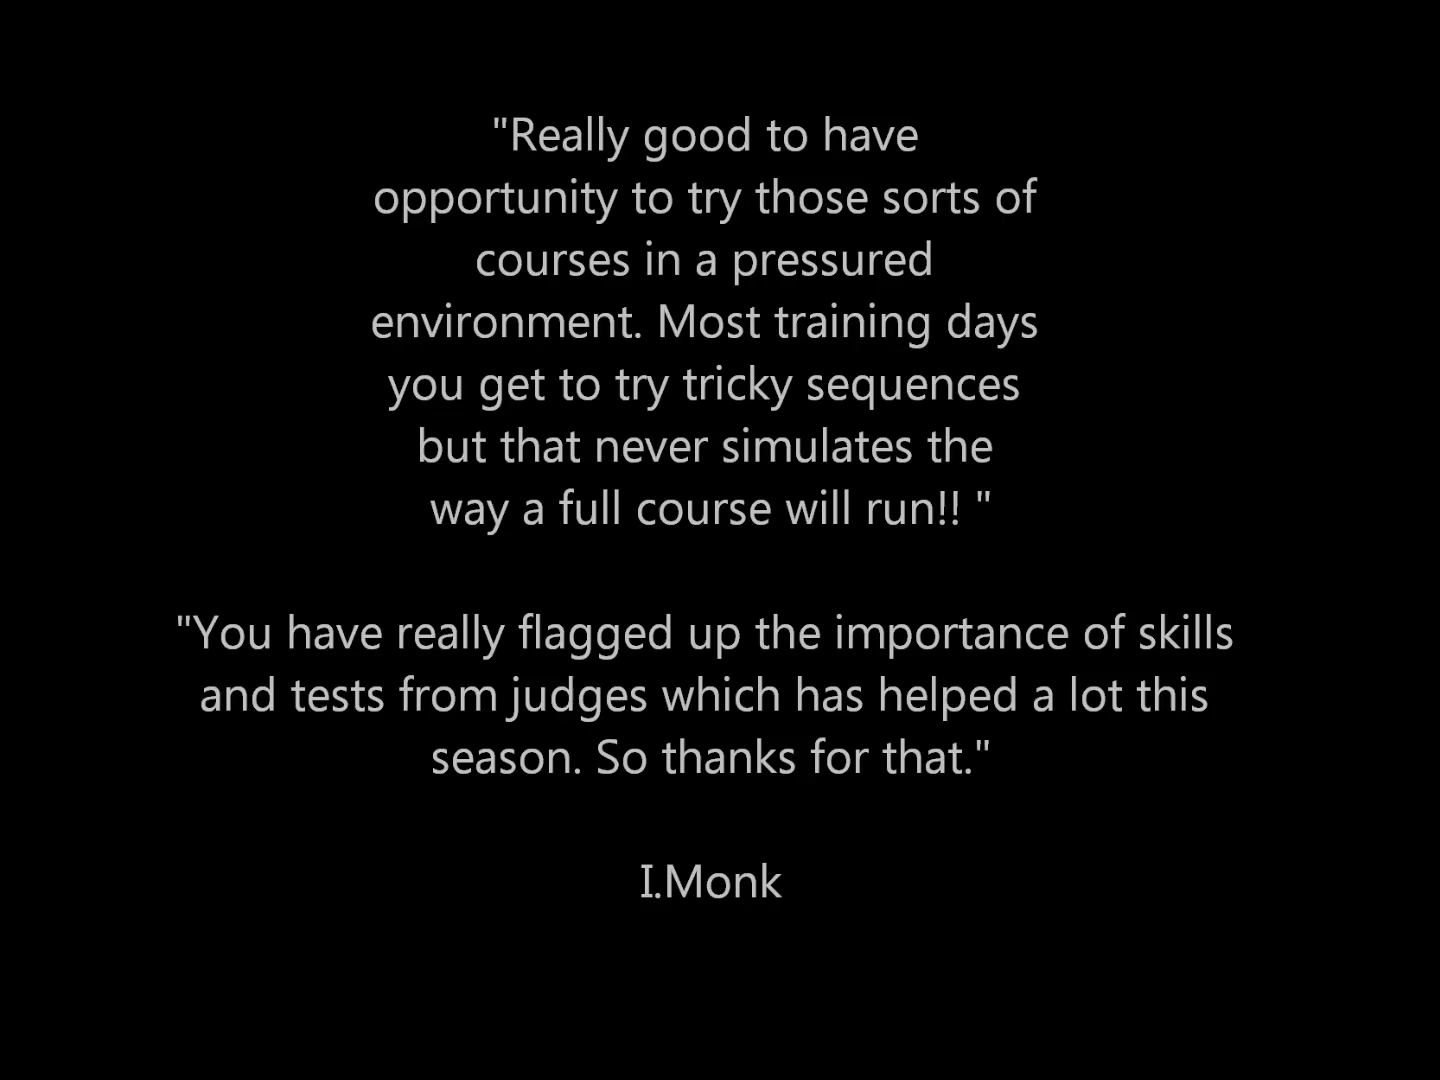 "Really good to have
opportunity to try those sorts of
courses in a pressured
environment. Most training days
you get to try tricky sequences
but that never simulates the
way a full course will run!! "
"You have really flagged up the importance of skills
and tests from judges which has helped a lot this
season. So thanks for that."
I.Monk